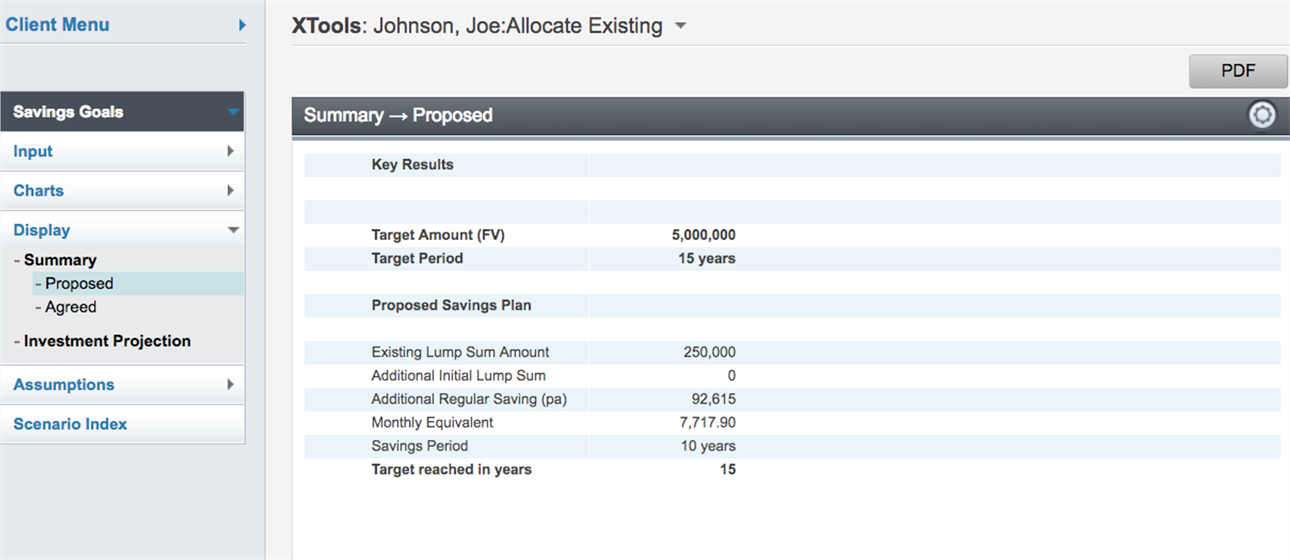 Client Menu
XTools: Johnson, Joe:Allocate Existing
PDF
Savings Goals
Input
Charts
Display
- Summary
- Proposed
- Agreed
- Investment Projection
Assumptions
Scenario Index
Summary → Proposed
Key Results
Target Amount (FV) 5,000,000
Target Period 15 years
Proposed Savings Plan
Existing Lump Sum Amount 250,000
Additional Initial Lump Sum 0
Additional Regular Saving (pa) 92,615
Monthly Equivalent 7,717.90
Savings Period 10 years
Target reached in years 15